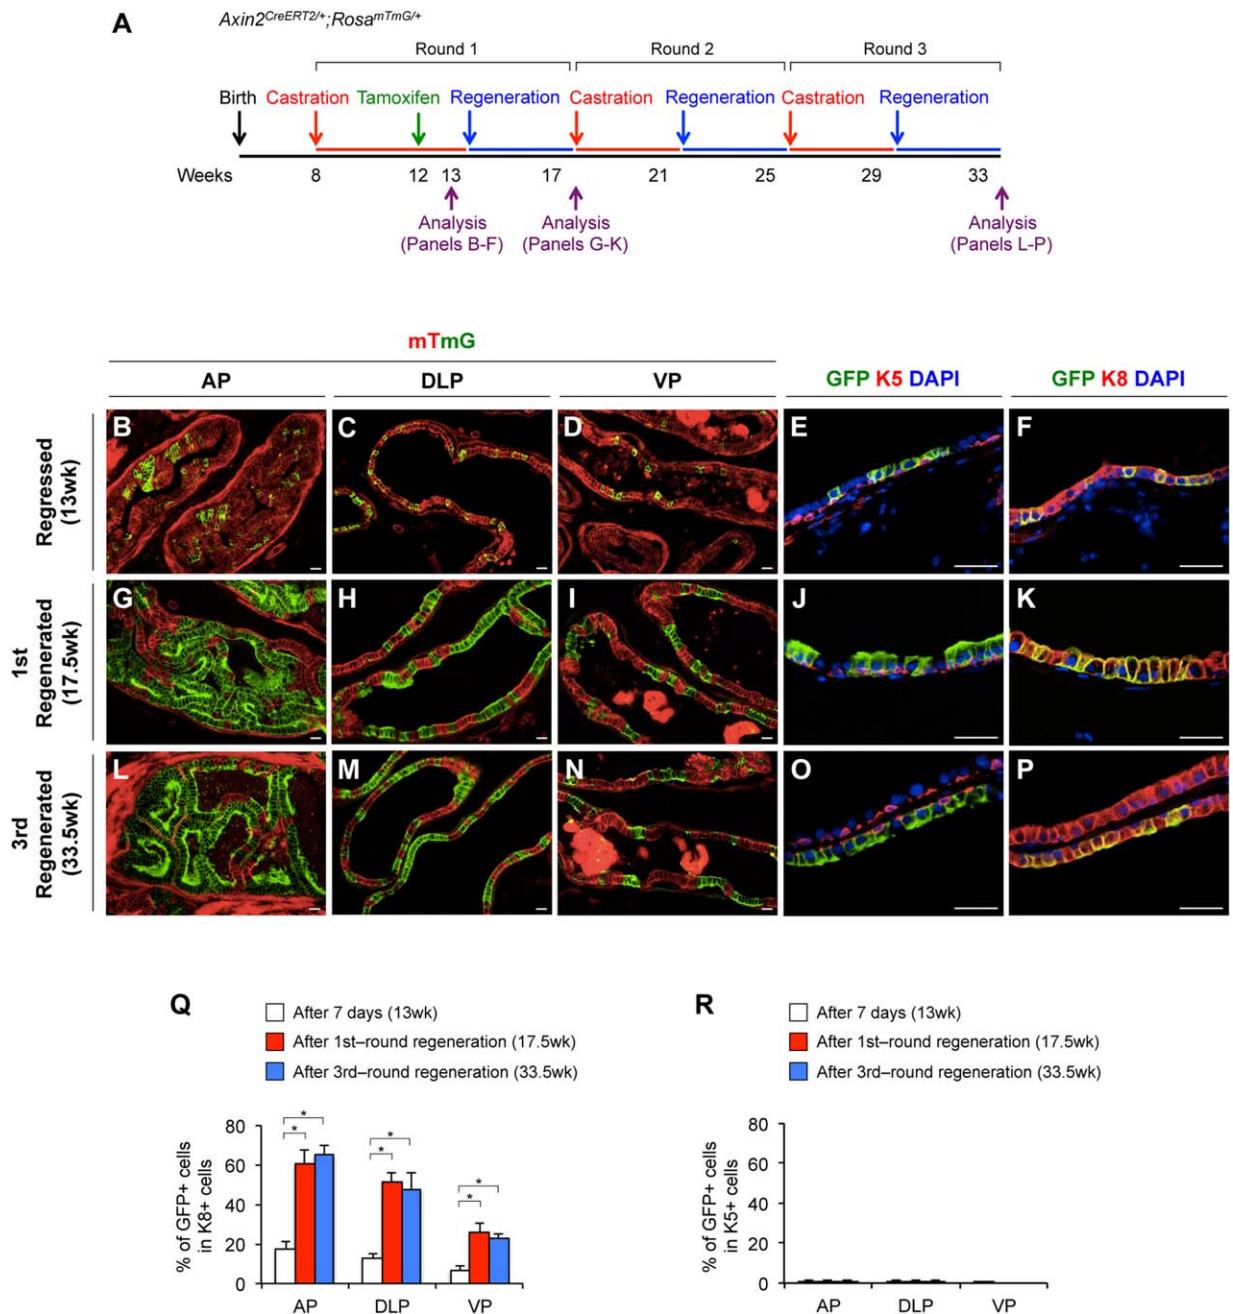 A
Axin2CreERT2/+;RosamTmG/+
Round 1 Round 2 Round 3
Birth Castration Tamoxifen Regeneration Castration Regeneration Castration Regeneration
Weeks 8 12 13 17 21 25 29 33
Analysis Analysis Analysis
(Panels B-F) (Panels G-K) (Panels L-P)
mTmG
AP DLP VP GFP K5 DAPI GFP K8 DAPI
Regressed
(13wk)
B C D E F
1st
Regenerated
(17.5wk)
G H I J K
3rd
Regenerated
(33.5wk)
L M N O P
Q
After 7 days (13wk)
After 1st–round regeneration (17.5wk)
After 3rd–round regeneration (33.5wk)
% of GFP+ cells
in K8+ cells
80
60
40
20
0
* * * * * *
AP DLP VP
R
After 7 days (13wk)
After 1st–round regeneration (17.5wk)
After 3rd–round regeneration (33.5wk)
% of GFP+ cells
in K5+ cells
80
60
40
20
0
AP DLP VP